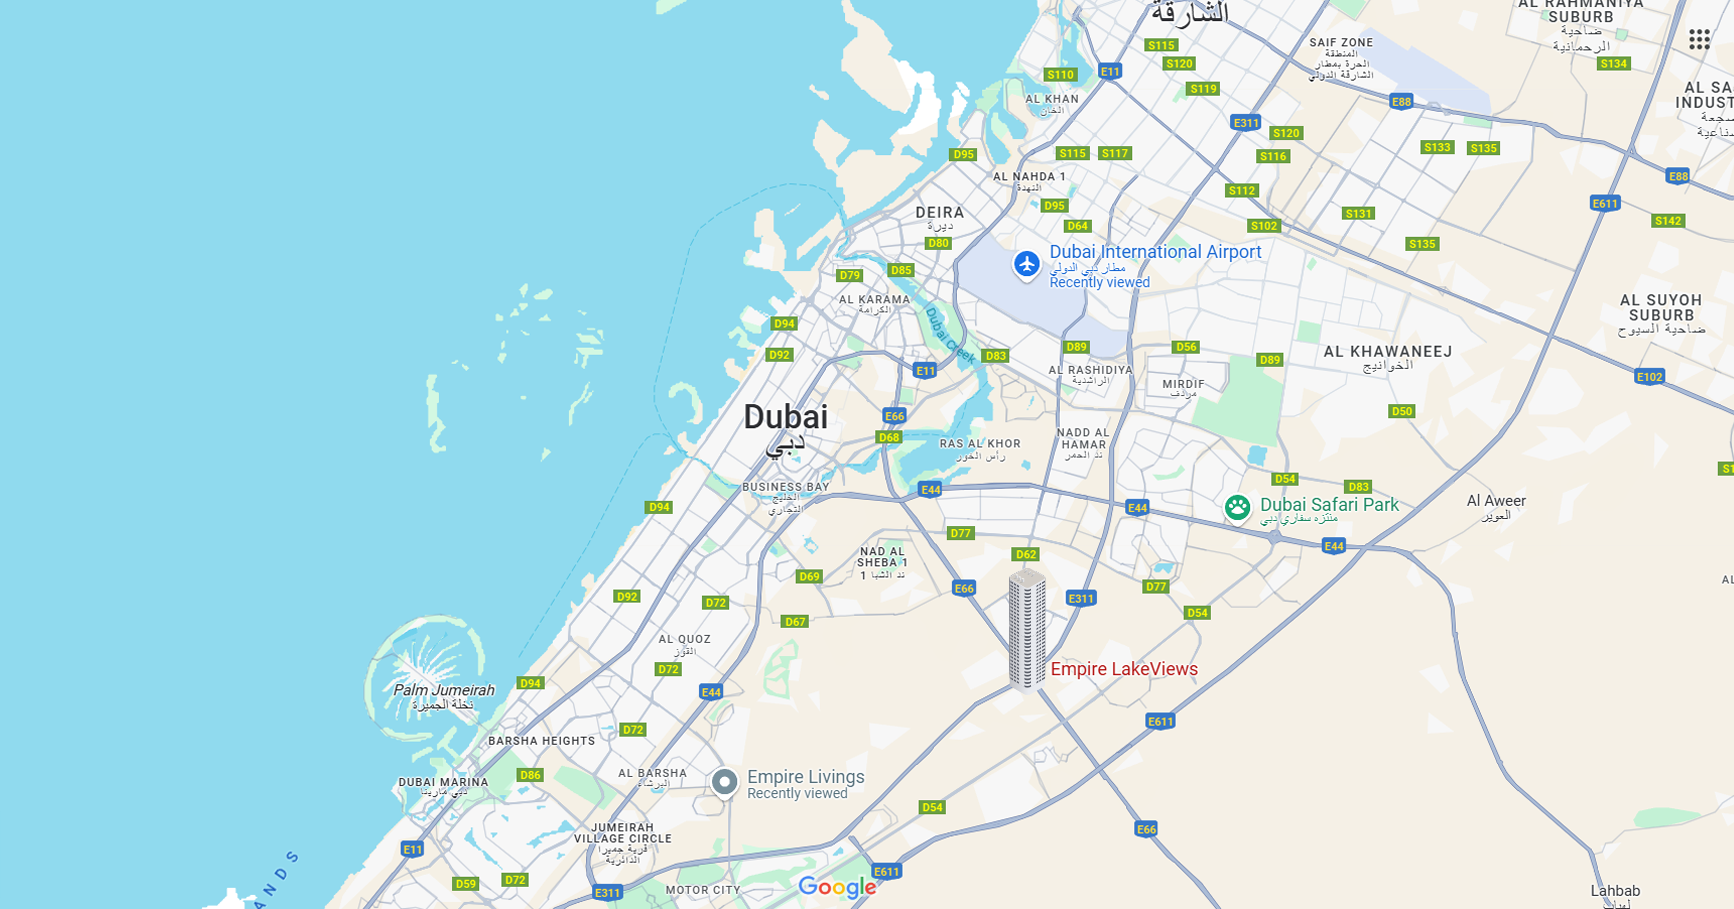 الشارقة
AL RAHMANIYA
SUBURB
ضاحية
الرحمانية
S115
S120
SAIF ZONE
المنطقة
الحرة بمطار
الشارقة الدولي
S134
S110
E11
S119
AL KHAN
الخان
E88
AL SA
INDUST
صجعة
صناعية
E311
S120
D95
S115
S117
S116
S133
S135
AL NAHDA 1
النهدة
E88
S112
D95
E611
DEIRA
ديرة
D64
S102
S131
S142
D80
S135
Dubai International Airport
مطار دبي الدولي
Recently viewed
D79
D85
AL KARAMA
الكرامة
AL SUYOH
SUBURB
ضاحية السيوح
D94
Dubai Creek
D92
D83
D89
D56
D89
AL KHAWANEEJ
الخوانيج
E11
AL RASHIDIYA
الراشدية
MIRDIF
مردف
E102
Dubai
دبي
E66
D50
D68
RAS AL KHOR
رأس الخور
NADD AL
HAMAR
ند الحمر
BUSINESS BAY
الخليج
التجاري
E44
D54
D83
S1
D94
E44
Dubai Safari Park
منتزه سفاري دبي
Al Aweer
العوير
D77
E44
NAD AL
SHEBA 1
ند الشبا 1
D62
D69
E66
D77
AL
D92
D72
E311
D54
D67
AL QUOZ
القوز
D72
Empire LakeViews
D94
E44
Palm Jumeirah
نخلة الجميرة
E611
D72
BARSHA HEIGHTS
DUBAI MARINA
دبي مارينا
D86
AL BARSHA
البرشاء
Empire Livings
Recently viewed
D54
JUMEIRAH
VILLAGE CIRCLE
قرية جميرا
الدائرية
E66
E11
ANDS
E611
D59
D72
E311
MOTOR CITY
Google
Lahbab
لهباب